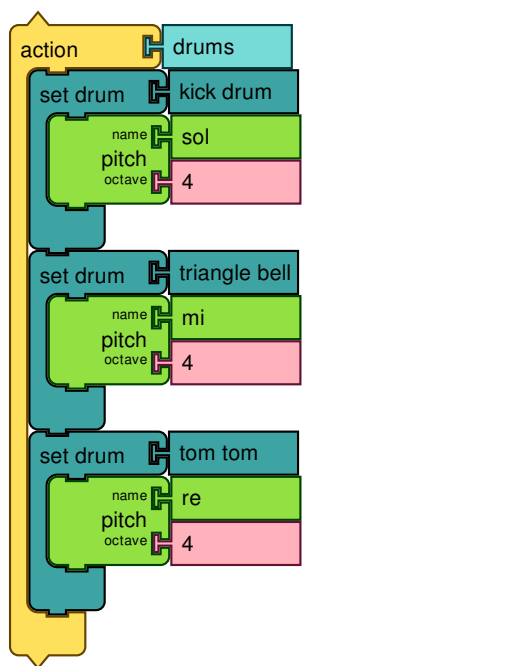 action drums
set drum kick drum
name sol
pitch
octave 4
set drum triangle bell
name mi
pitch
octave 4
set drum tom tom
name re
pitch
octave 4